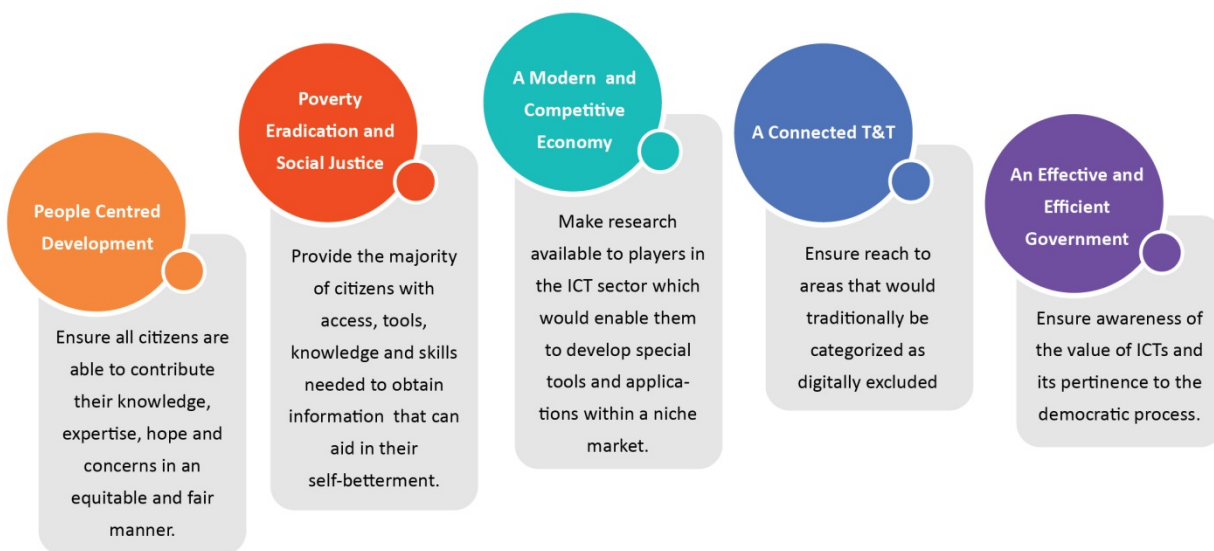 People Centred
Development
Ensure all citizens are
able to contribute
their knowledge,
expertise, hope and
concerns in an
equitable and fair
manner.
Poverty
Eradication and
Social Justice
Provide the majority
of citizens with
access, tools,
knowledge and skills
needed to obtain
information that can
aid in their
self-betterment.
A Modern and
Competitive
Economy
Make research
available to players in
the ICT sector which
would enable them
to develop special
tools and applica-
tions within a niche
market.
A Connected T&T
Ensure reach to
areas that would
traditionally be
categorized as
digitally excluded
An Effective and
Efficient
Government
Ensure awareness of
the value of ICTs and
its pertinence to the
democratic process.